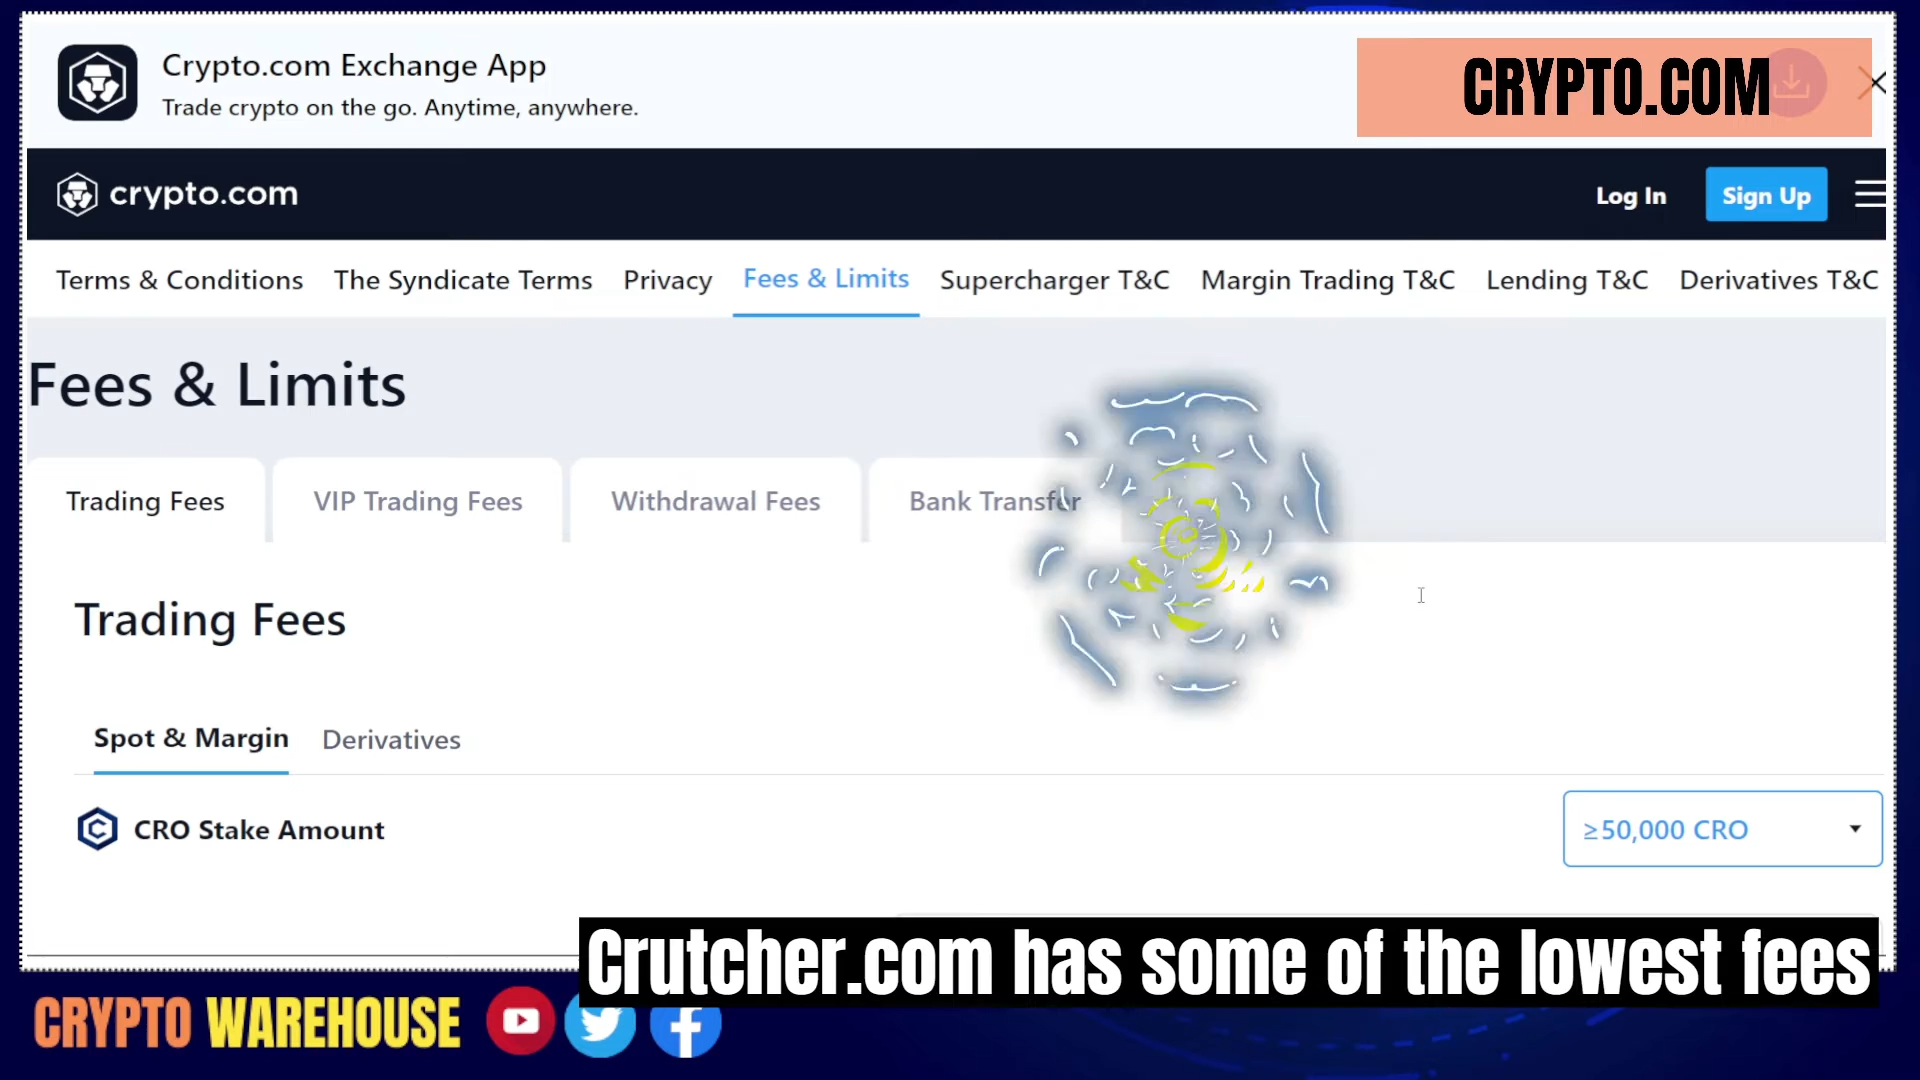 Crypto.com Exchange App
Trade crypto on the go. Anytime, anywhere.
CRYPTO.COM
crypto.com
Log In
Sign Up
Terms & Conditions
The Syndicate Terms
Privacy
Fees & Limits
Supercharger T&C
Margin Trading T&C
Lending T&C
Derivatives T&C
Fees & Limits
Trading Fees
VIP Trading Fees
Withdrawal Fees
Bank Transfer
Trading Fees
Spot & Margin
Derivatives
CRO Stake Amount
≥50,000 CRO
Crutcher.com has some of the lowest fees
CRYPTO WAREHOUSE